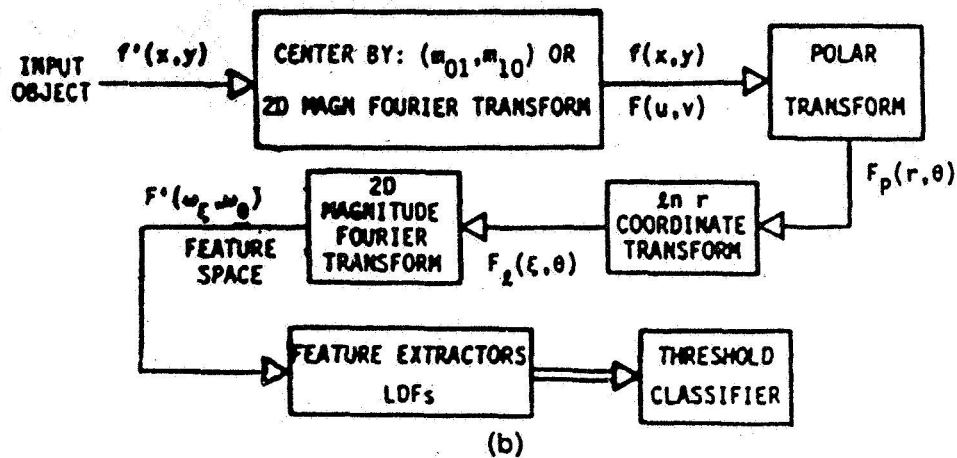 INPUT
OBJECT
f'(x,y)
CENTER BY: (m01,m10) OR
2D MAGN FOURIER TRANSFORM
f(x,y)
F(u,v)
POLAR
TRANSFORM
Fp(r,θ)
ln r
COORDINATE
TRANSFORM
Fℓ(ξ,θ)
2D
MAGNITUDE
FOURIER
TRANSFORM
F'(ωξ,ωθ)
FEATURE
SPACE
FEATURE EXTRACTORS
LDFs
THRESHOLD
CLASSIFIER
(b)